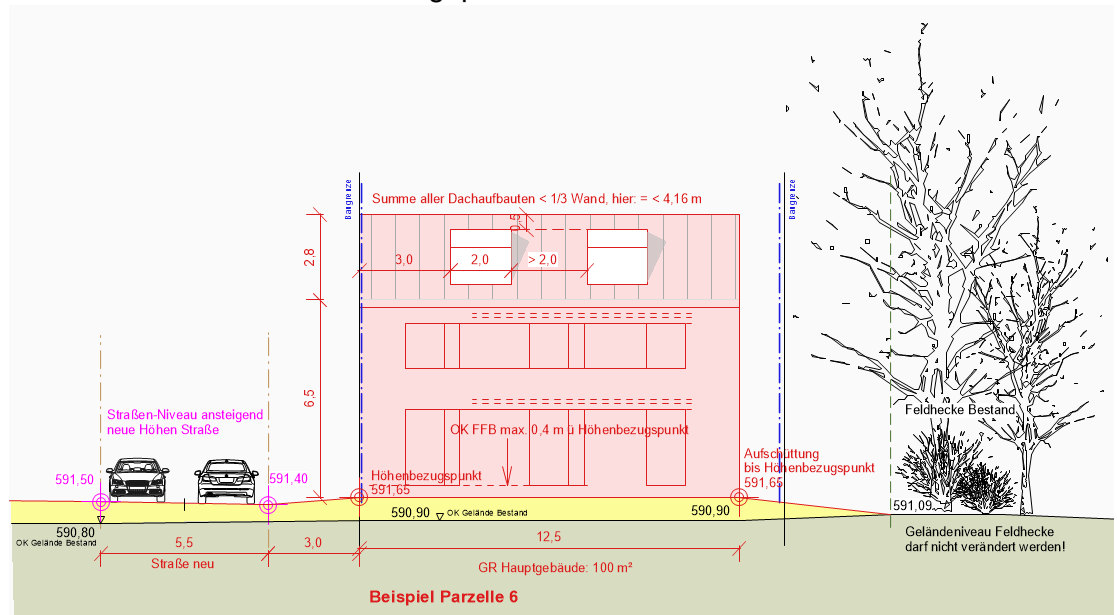 Baugrenze
Baugrenze
Summe aller Dachaufbauten < 1/3 Wand, hier: = < 4,16 m
0,5
2,8
3,0
2,0
> 2,0
6,5
Straßen-Niveau ansteigend
neue Höhen Straße
Feldhecke Bestand
OK FFB max. 0,4 m ü Höhenbezugspunkt
Aufschüttung
bis Höhenbezugspunkt
591,65
591,50
591,40
Höhenbezugspunkt
591,65
591,09
590,90
OK Gelände Bestand
590,90
590,80
OK Gelände Bestand
Geländeniveau Feldhecke
darf nicht verändert werden!
5,5
3,0
12,5
Straße neu
GR Hauptgebäude: 100 m²
Beispiel Parzelle 6